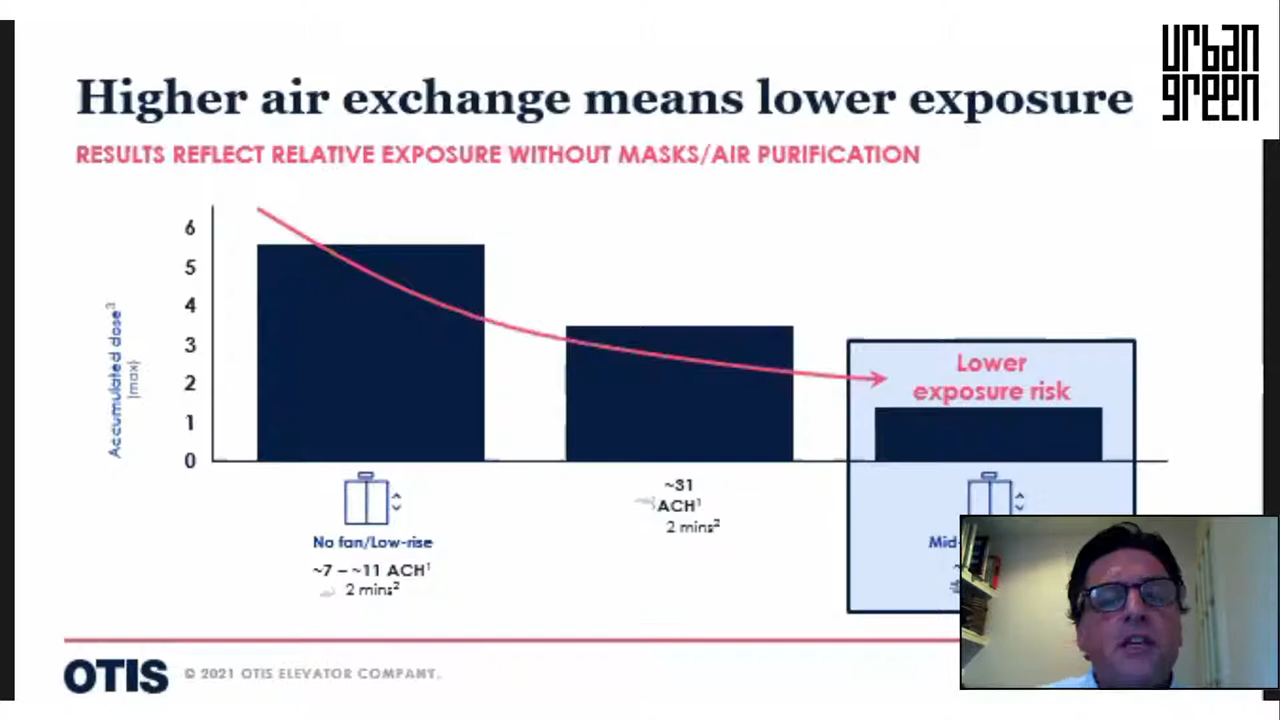 urban
green
Higher air exchange means lower exposure
RESULTS REFLECT RELATIVE EXPOSURE WITHOUT MASKS/AIR PURIFICATION
Accumulated dose³
(max)
6
5
4
3
2
1
0
Lower
exposure risk
No fan/Low-rise
~7 – ~11 ACH¹
2 mins²
~31
ACH¹
2 mins²
Mid-
OTIS
© 2021 OTIS ELEVATOR COMPANY.